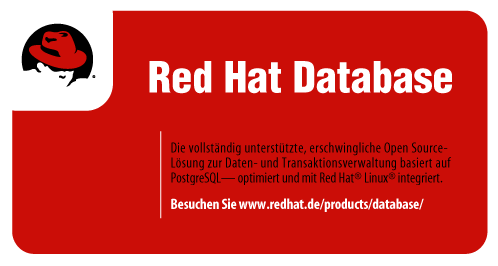 Red Hat Database
Die vollständig unterstützte, erschwingliche Open Source-
Lösung zur Daten- und Transaktionsverwaltung basiert auf
PostgreSQL— optimiert und mit Red Hat® Linux® integriert.
Besuchen Sie www.redhat.de/products/database/